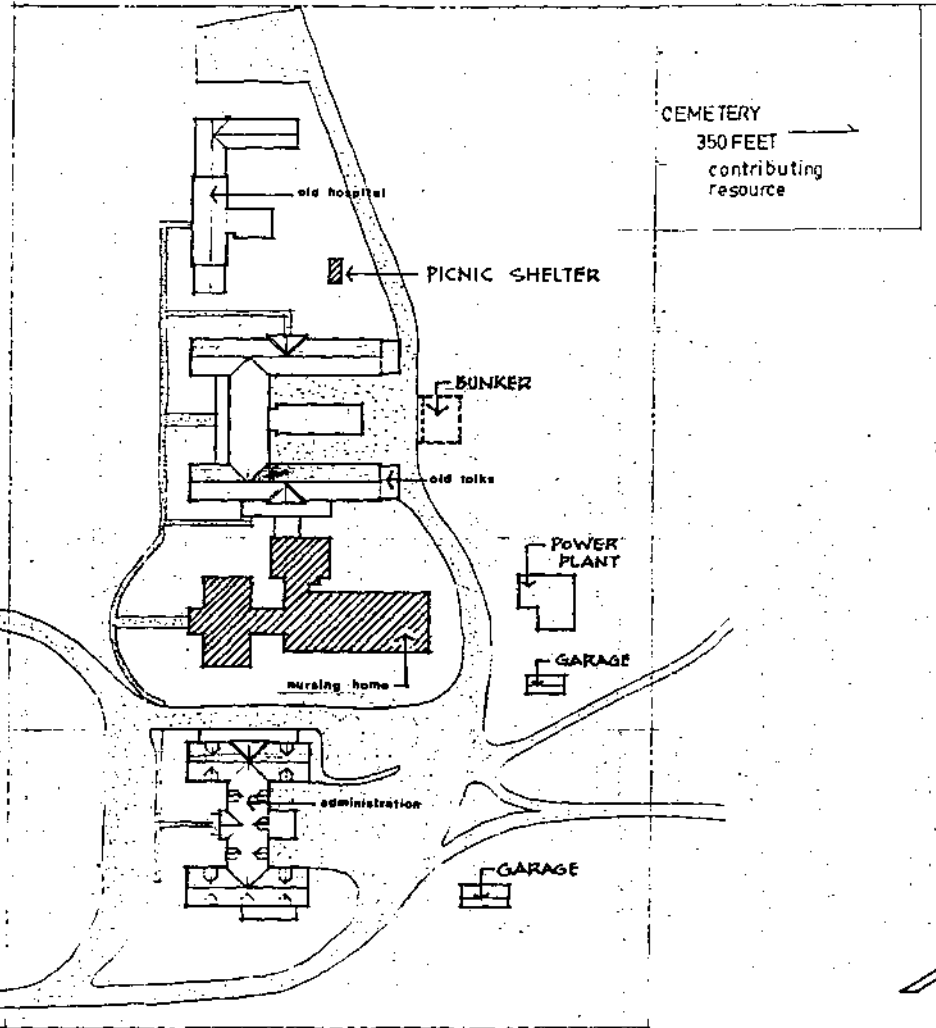 CEMETERY
350 FEET
contributing
resource
old hospital
PICNIC SHELTER
BUNKER
old folks
POWER
PLANT
GARAGE
nursing home
administration
GARAGE